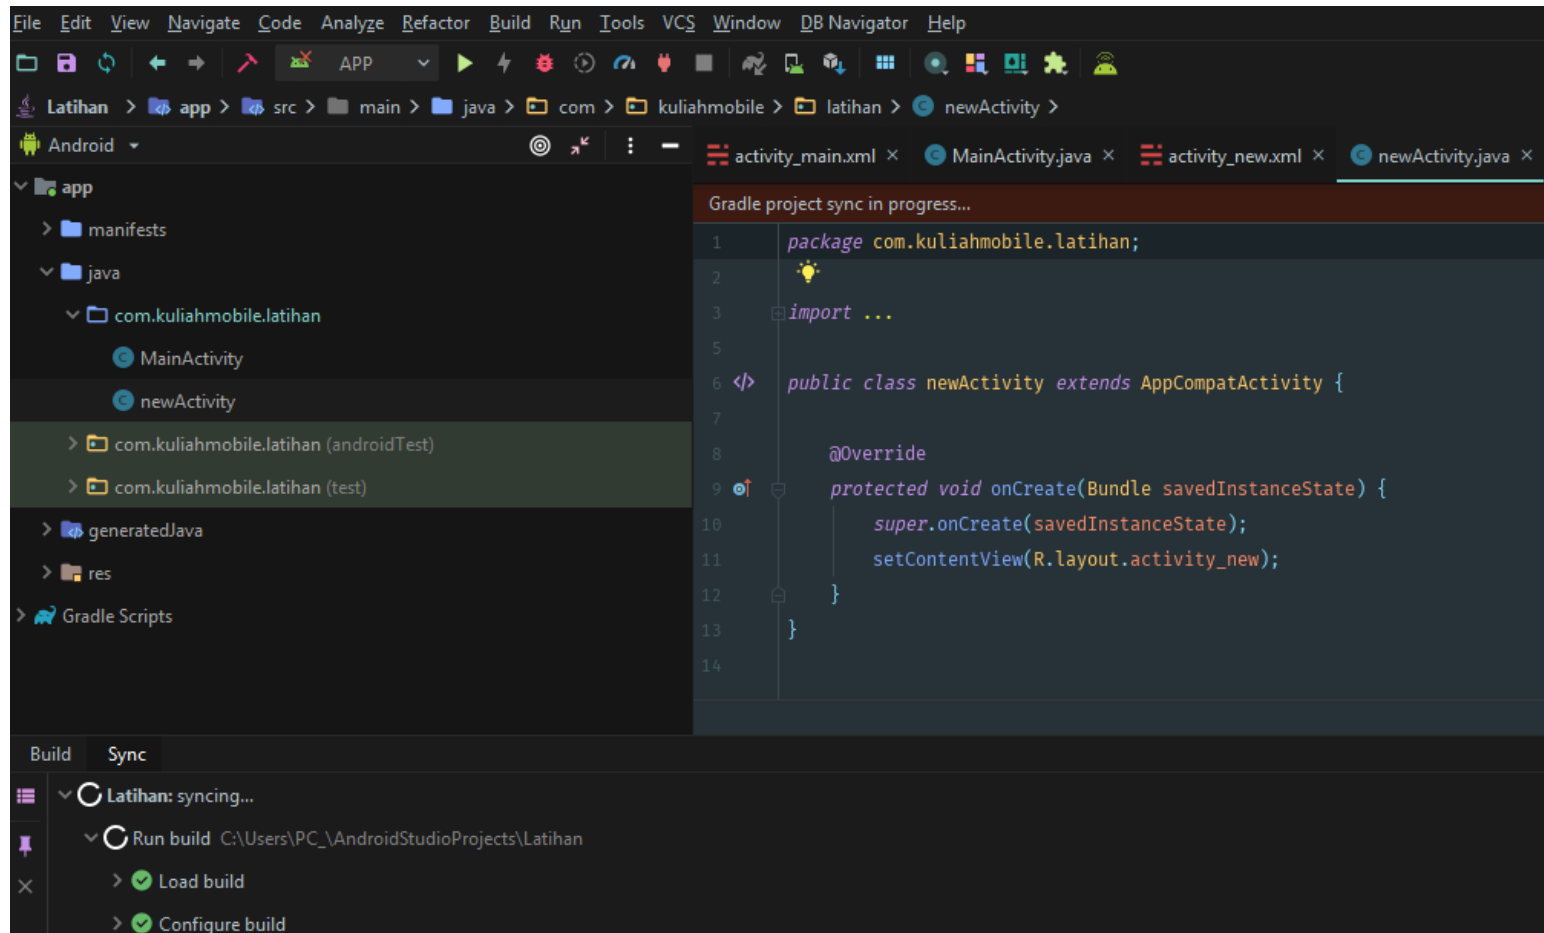 File Edit View Navigate Code Analyze Refactor Build Run Tools VCS Window DB Navigator Help
APP
Latihan > app > src > main > java > com > kuliahmobile > latihan > newActivity >
Android
app
manifests
java
com.kuliahmobile.latihan
MainActivity
newActivity
com.kuliahmobile.latihan (androidTest)
com.kuliahmobile.latihan (test)
generatedJava
res
Gradle Scripts
activity_main.xml × MainActivity.java × activity_new.xml × newActivity.java ×
Gradle project sync in progress...
1 package com.kuliahmobile.latihan;
2
3 import ...
5
6 public class newActivity extends AppCompatActivity {
7
8 @Override
9 protected void onCreate(Bundle savedInstanceState) {
10 super.onCreate(savedInstanceState);
11 setContentView(R.layout.activity_new);
12 }
13 }
14
Build Sync
Latihan: syncing...
Run build C:\Users\PC_\AndroidStudioProjects\Latihan
Load build
Configure build